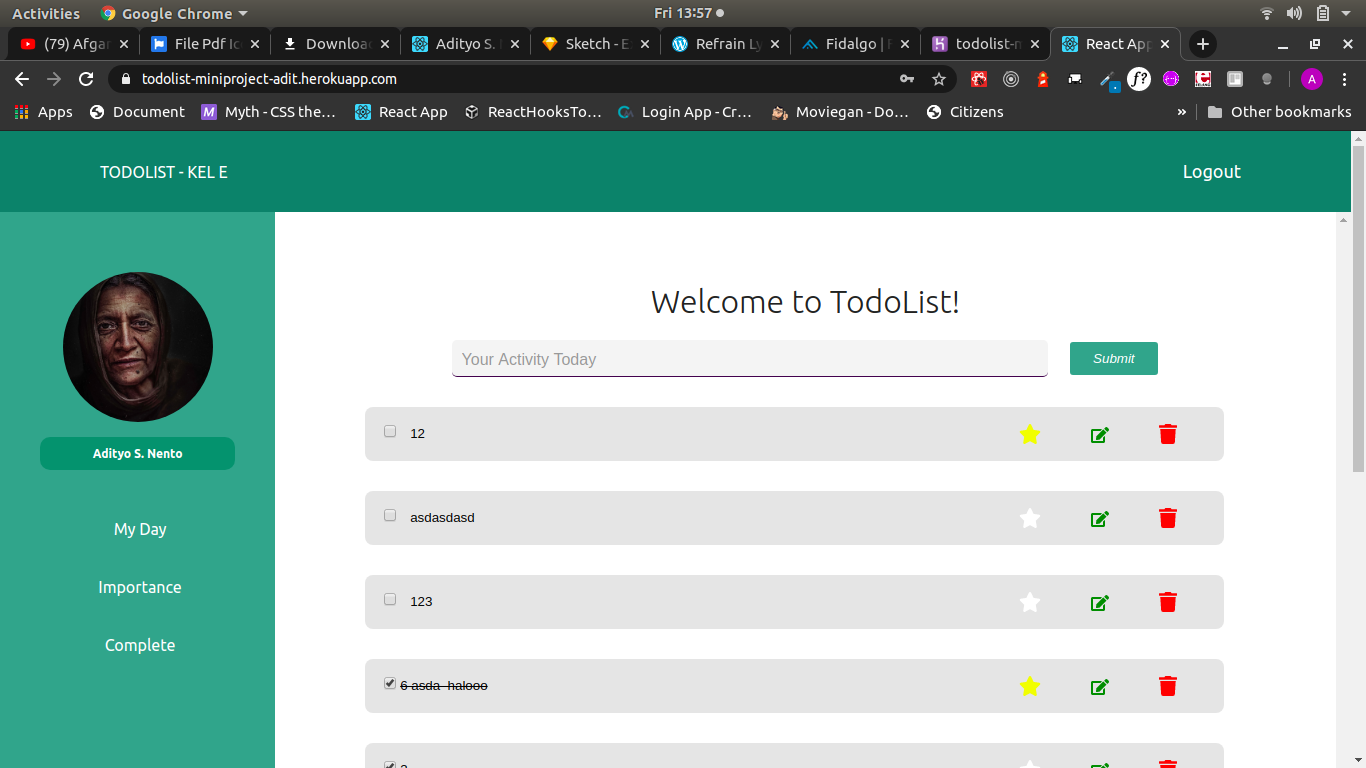 Activities Google Chrome Fri 13:57
(79) Afgar File Pdf Ic Downloa Adityo S. Sketch - E Refrain Ly Fidalgo | todolist-m React App
todolist-miniproject-adit.herokuapp.com f? A
Apps Document M Myth - CSS the... React App ReactHooksTo... Login App - Cr... Moviegan - Do... Citizens » Other bookmarks
TODOLIST - KEL E Logout
Welcome to TodoList!
Your Activity Today Submit
12
Adityo S. Nento
asdasdasd
My Day
Importance
123
Complete
6 asda halooo